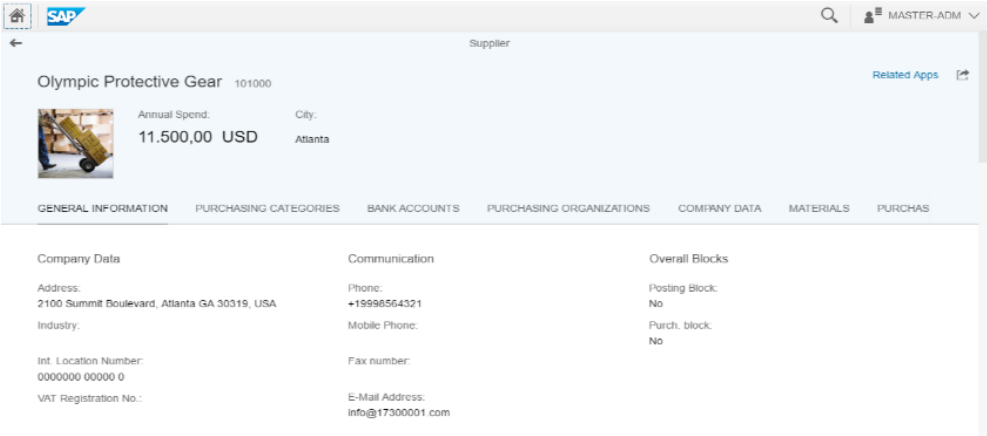 SAP
MASTER-ADM
Supplier
Olympic Protective Gear 101000
Related Apps
Annual Spend: City:
11.500,00 USD Atlanta
GENERAL INFORMATION PURCHASING CATEGORIES BANK ACCOUNTS PURCHASING ORGANIZATIONS COMPANY DATA MATERIALS PURCHAS
Company Data Communication Overall Blocks
Address: Phone: Posting Block:
2100 Summit Boulevard, Atlanta GA 30319, USA +19998564321 No
Industry: Mobile Phone: Purch. block:
No
Int. Location Number: Fax number:
0000000 00000 0
VAT Registration No.: E-Mail Address:
info@17300001.com